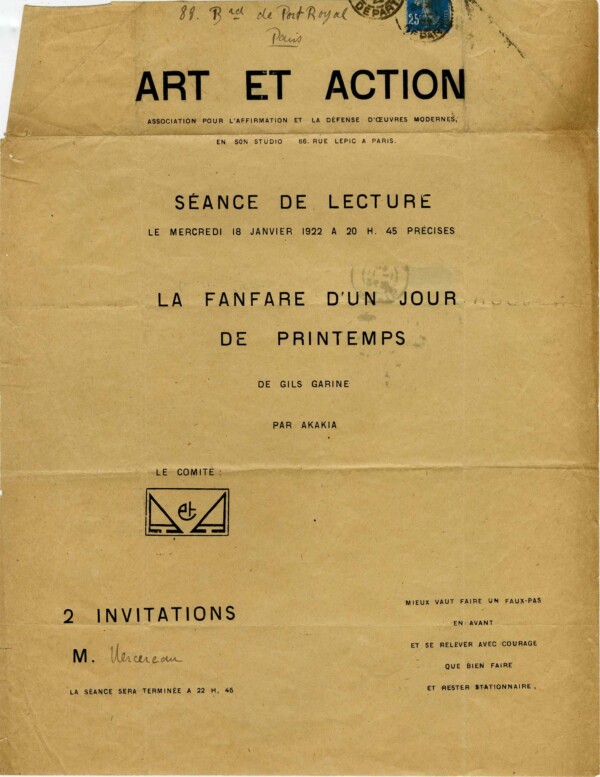 88. Bd de Port Royal
Paris
25
DÉPART
ART ET ACTION
ASSOCIATION POUR L'AFFIRMATION ET LA DÉFENSE D'ŒUVRES MODERNES,
EN SON STUDIO 66, RUE LEPIC A PARIS.
SÉANCE DE LECTURE
LE MERCREDI 18 JANVIER 1922 A 20 H. 45 PRÉCISES
LA FANFARE D'UN JOUR
DE PRINTEMPS
DE GILS GARINE
PAR AKAKIA
LE COMITÉ :
et
2 INVITATIONS
M.
LA SÉANCE SERA TERMINÉE A 22 H, 45
MIEUX VAUT FAIRE UN FAUX-PAS
EN AVANT
ET SE RELEVER AVEC COURAGE
QUE BIEN FAIRE
ET RESTER STATIONNAIRE,